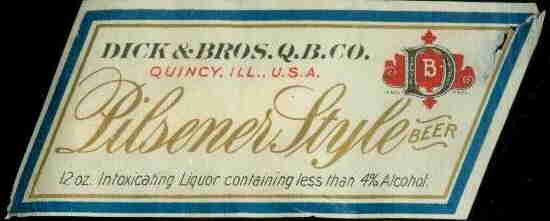 DICK & BROS. Q.B. CO.
QUINCY, ILL., U.S.A.
D B
Pilsener Style BEER
12 oz. Intoxicating Liquor containing less than 4% Alcohol.